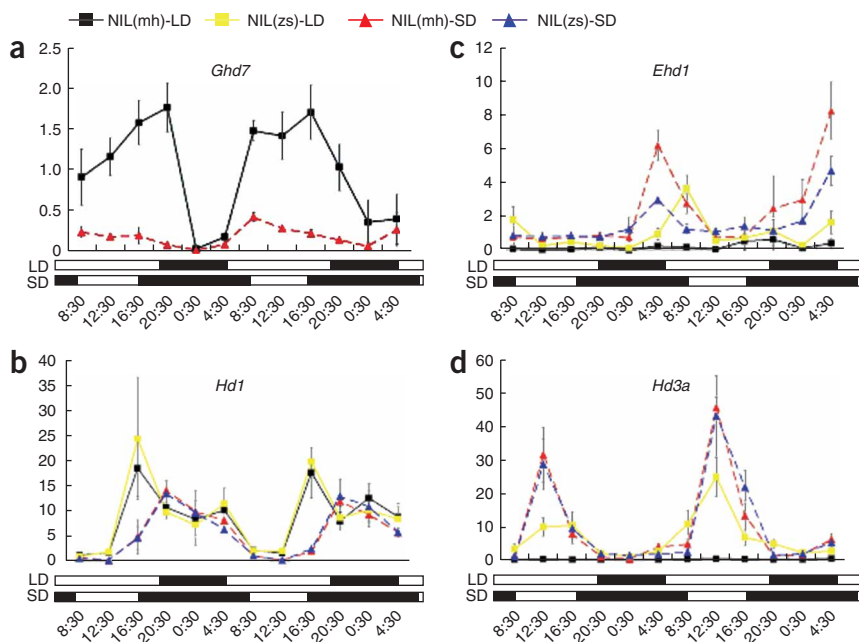 NIL(mh)-LD NIL(zs)-LD NIL(mh)-SD NIL(zs)-SD
a
Ghd7
2.5
2.0
1.5
1.0
0.5
0
LD
SD
8:30 12:30 16:30 20:30 0:30 4:30 8:30 12:30 16:30 20:30 0:30 4:30
c
Ehd1
12
10
8
6
4
2
0
LD
SD
8:30 12:30 16:30 20:30 0:30 4:30 8:30 12:30 16:30 20:30 0:30 4:30
b
Hd1
40
35
30
25
20
15
10
5
0
LD
SD
8:30 12:30 16:30 20:30 0:30 4:30 8:30 12:30 16:30 20:30 0:30 4:30
d
Hd3a
60
50
40
30
20
10
0
LD
SD
8:30 12:30 16:30 20:30 0:30 4:30 8:30 12:30 16:30 20:30 0:30 4:30